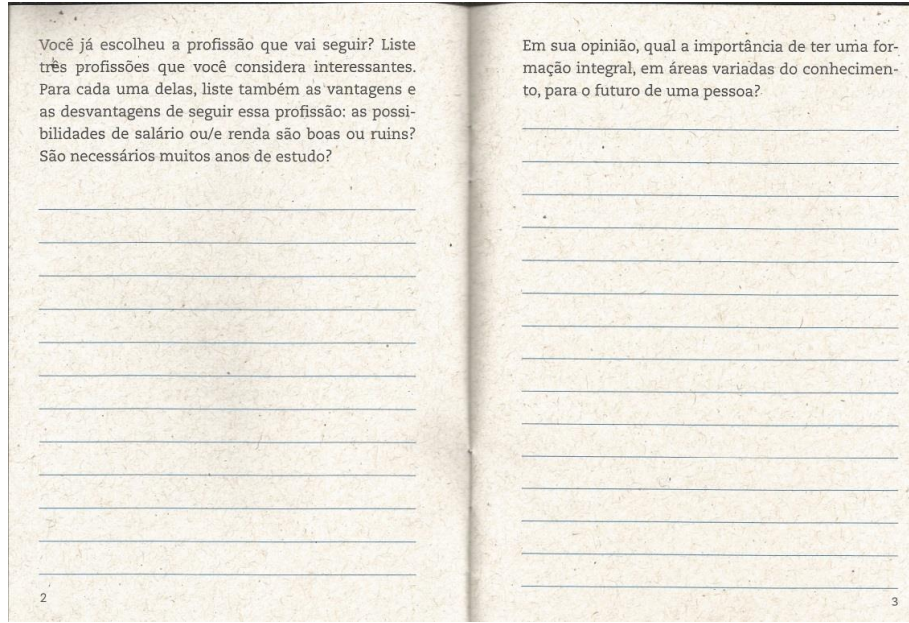 Você já escolheu a profissão que vai seguir? Liste
três profissões que você considera interessantes.
Para cada uma delas, liste também as vantagens e
as desvantagens de seguir essa profissão: as possi-
bilidades de salário ou/e renda são boas ou ruins?
São necessários muitos anos de estudo?
2
Em sua opinião, qual a importância de ter uma for-
mação integral, em áreas variadas do conhecimen-
to, para o futuro de uma pessoa?
3